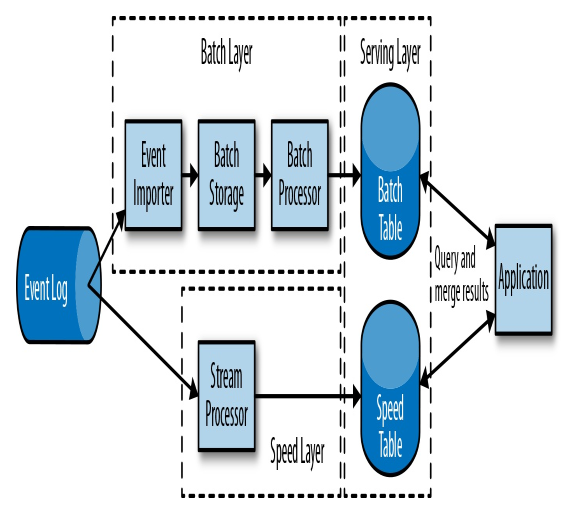 Batch Layer
Serving Layer
Event
Importer
Batch
Storage
Batch
Processor
Batch
Table
Event Log
Query and
merge results
Application
Stream
Processor
Speed Layer
Speed
Table